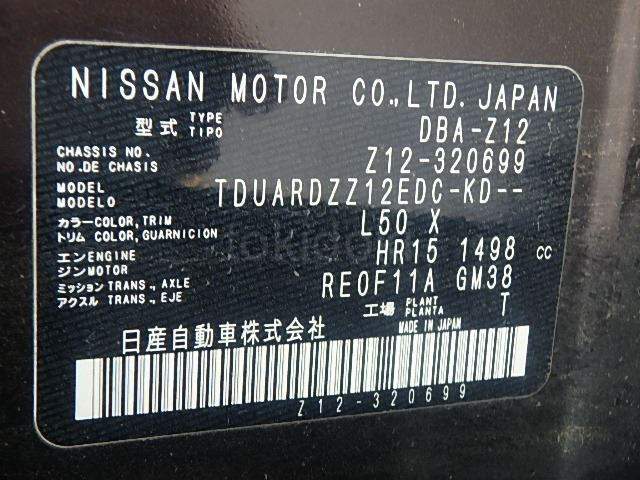 NISSAN MOTOR CO.,LTD. JAPAN
型式 TYPE TIPO DBA-Z12
CHASSIS NO. NO.DE CHASIS Z12-320699
MODEL MODELO TDUARDZZ12EDC-KD--
カラー COLOR, TRIM
トリム COLOR, GUARNICION L50 X
エン ENGINE
ジン MOTOR HR15 1498 CC
ミッション TRANS., AXLE
アクスル TRANS., EJE RE0F11A GM38
工場 PLANT PLANTA T
日産自動車株式会社 MADE IN JAPAN
Z12-320699